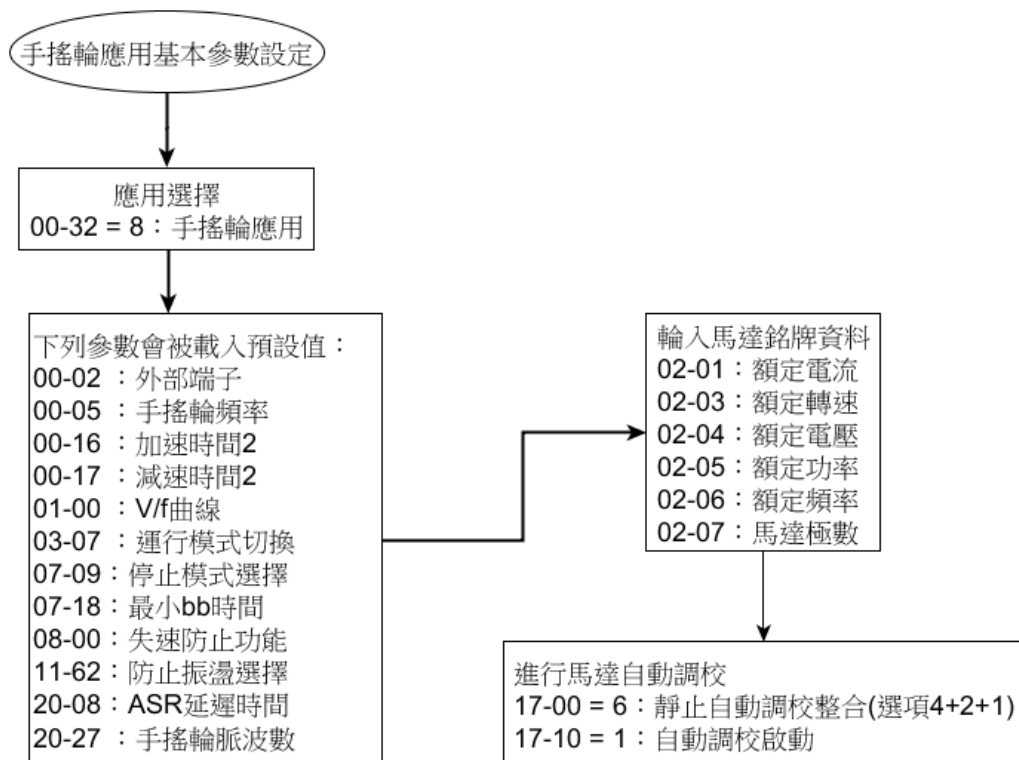 手搖輪應用基本參數設定
應用選擇
00-32 = 8：手搖輪應用
下列參數會被載入預設值：
00-02 ：外部端子
00-05 ：手搖輪頻率
00-16 ：加速時間2
00-17 ：減速時間2
01-00 ：V/f曲線
03-07 ：運行模式切換
07-09：停止模式選擇
07-18：最小bb時間
08-00：失速防止功能
11-62：防止振盪選擇
20-08：ASR延遲時間
20-27 ：手搖輪脈波數
輪入馬達銘牌資料
02-01：額定電流
02-03：額定轉速
02-04：額定電壓
02-05：額定功率
02-06：額定頻率
02-07：馬達極數
進行馬達自動調校
17-00 = 6：靜止自動調校整合(選項4+2+1)
17-10 = 1：自動調校啟動